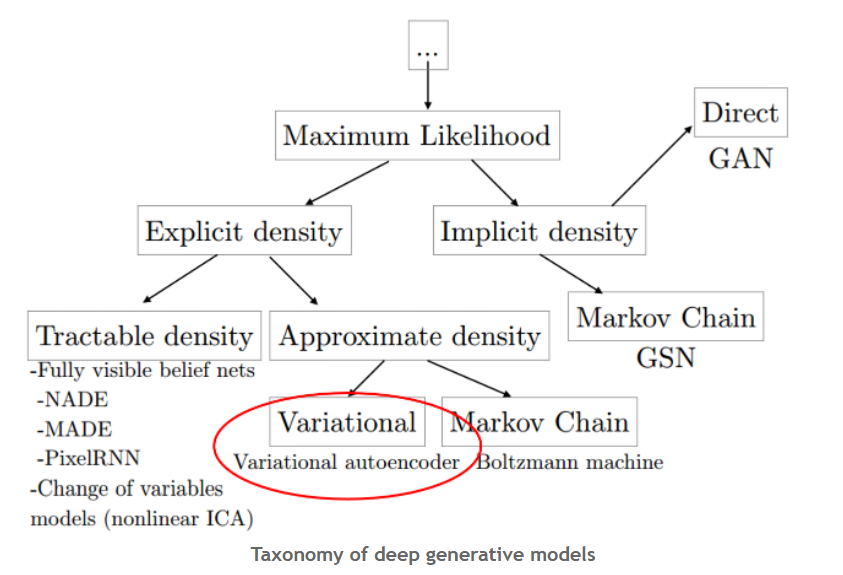 ...
Maximum Likelihood
Direct
GAN
Explicit density
Implicit density
Tractable density
-Fully visible belief nets
-NADE
-MADE
-PixelRNN
-Change of variables
models (nonlinear ICA)
Approximate density
Variational
Variational autoencoder
Markov Chain
Boltzmann machine
Markov Chain
GSN
Taxonomy of deep generative models